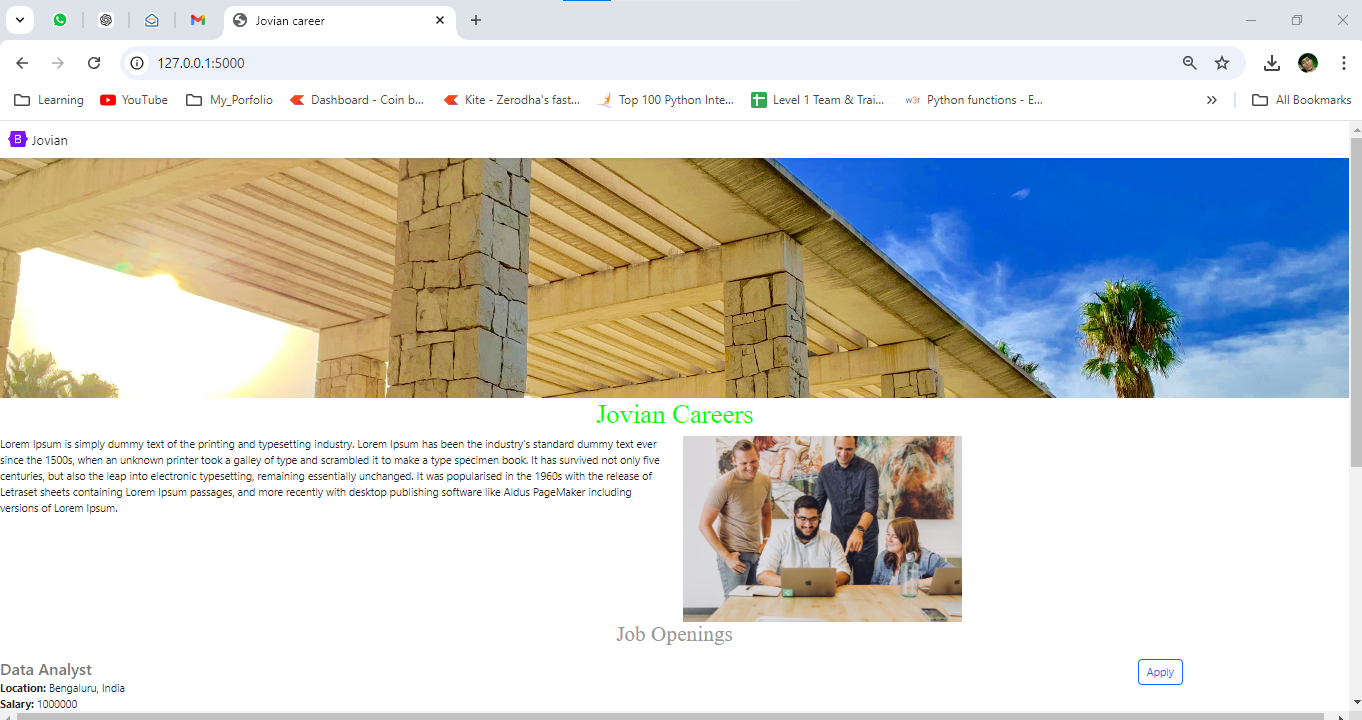 Jovian career
127.0.0.1:5000
Learning YouTube My_Porfolio Dashboard - Coin b... Kite - Zerodha's fast... Top 100 Python Inte... Level 1 Team & Trai... w3r Python functions - E... » All Bookmarks
B Jovian
Jovian Careers
Lorem Ipsum is simply dummy text of the printing and typesetting industry. Lorem Ipsum has been the industry's standard dummy text ever
since the 1500s, when an unknown printer took a galley of type and scrambled it to make a type specimen book. It has survived not only five
centuries, but also the leap into electronic typesetting, remaining essentially unchanged. It was popularised in the 1960s with the release of
Letraset sheets containing Lorem Ipsum passages, and more recently with desktop publishing software like Aldus PageMaker including
versions of Lorem Ipsum.
Job Openings
Data Analyst
Apply
Location: Bengaluru, India
Salary: 1000000